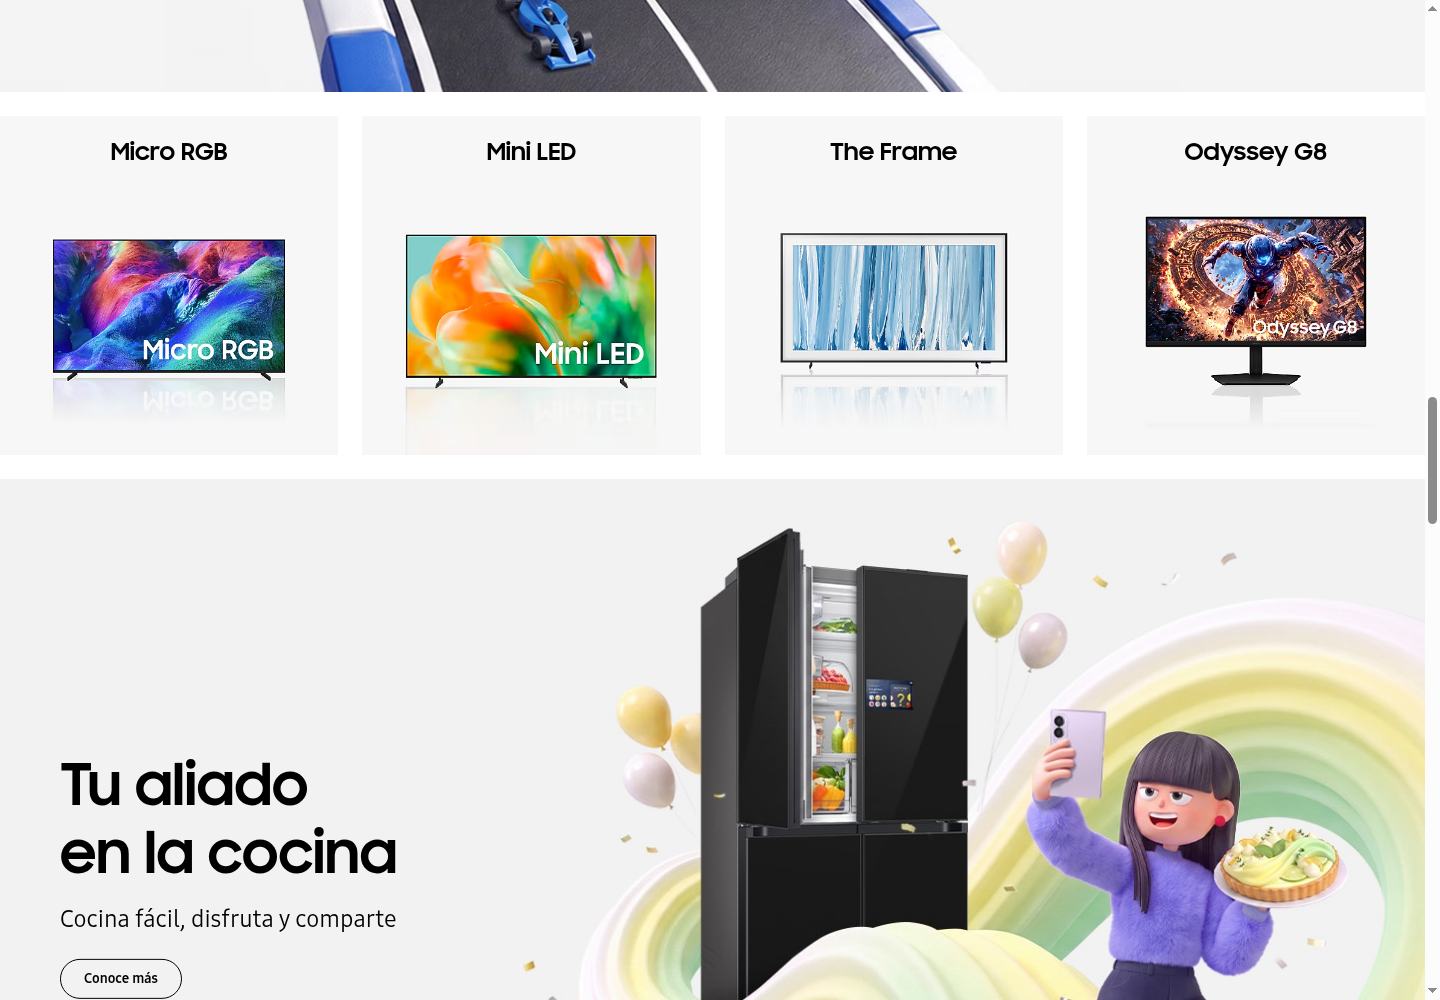 Micro RGB
Mini LED
The Frame
Odyssey G8
Micro RGB
Mini LED
Odyssey G8
Tu aliado
en la cocina
Cocina fácil, disfruta y comparte
Conoce más